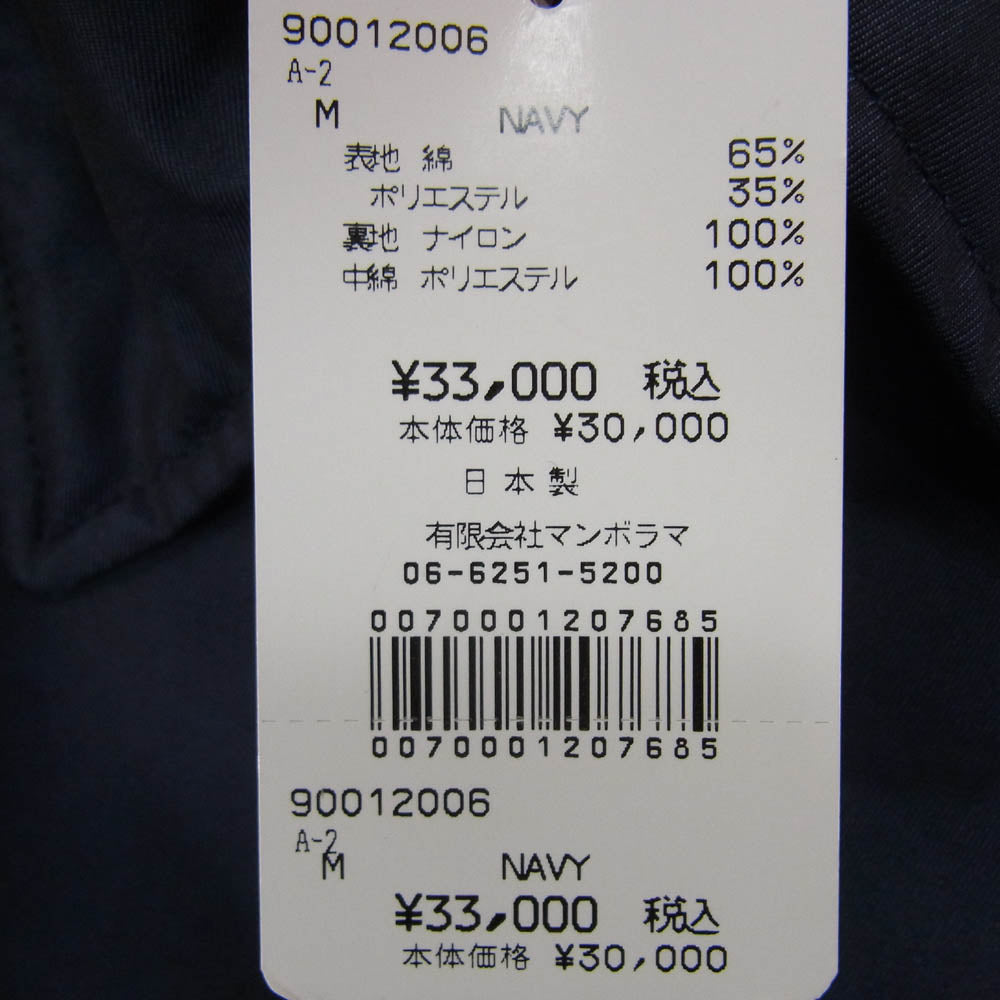 90012006
A-2
M NAVY
表地 綿 65%
ポリエステル 35%
裏地 ナイロン 100%
中綿 ポリエステル 100%
¥33,000 税込
本体価格 ¥30,000
日本製
有限会社マンボラマ
06-6251-5200
0070001207685
0070001207685
90012006
A-2
M NAVY
¥33,000 税込
本体価格 ¥30,000